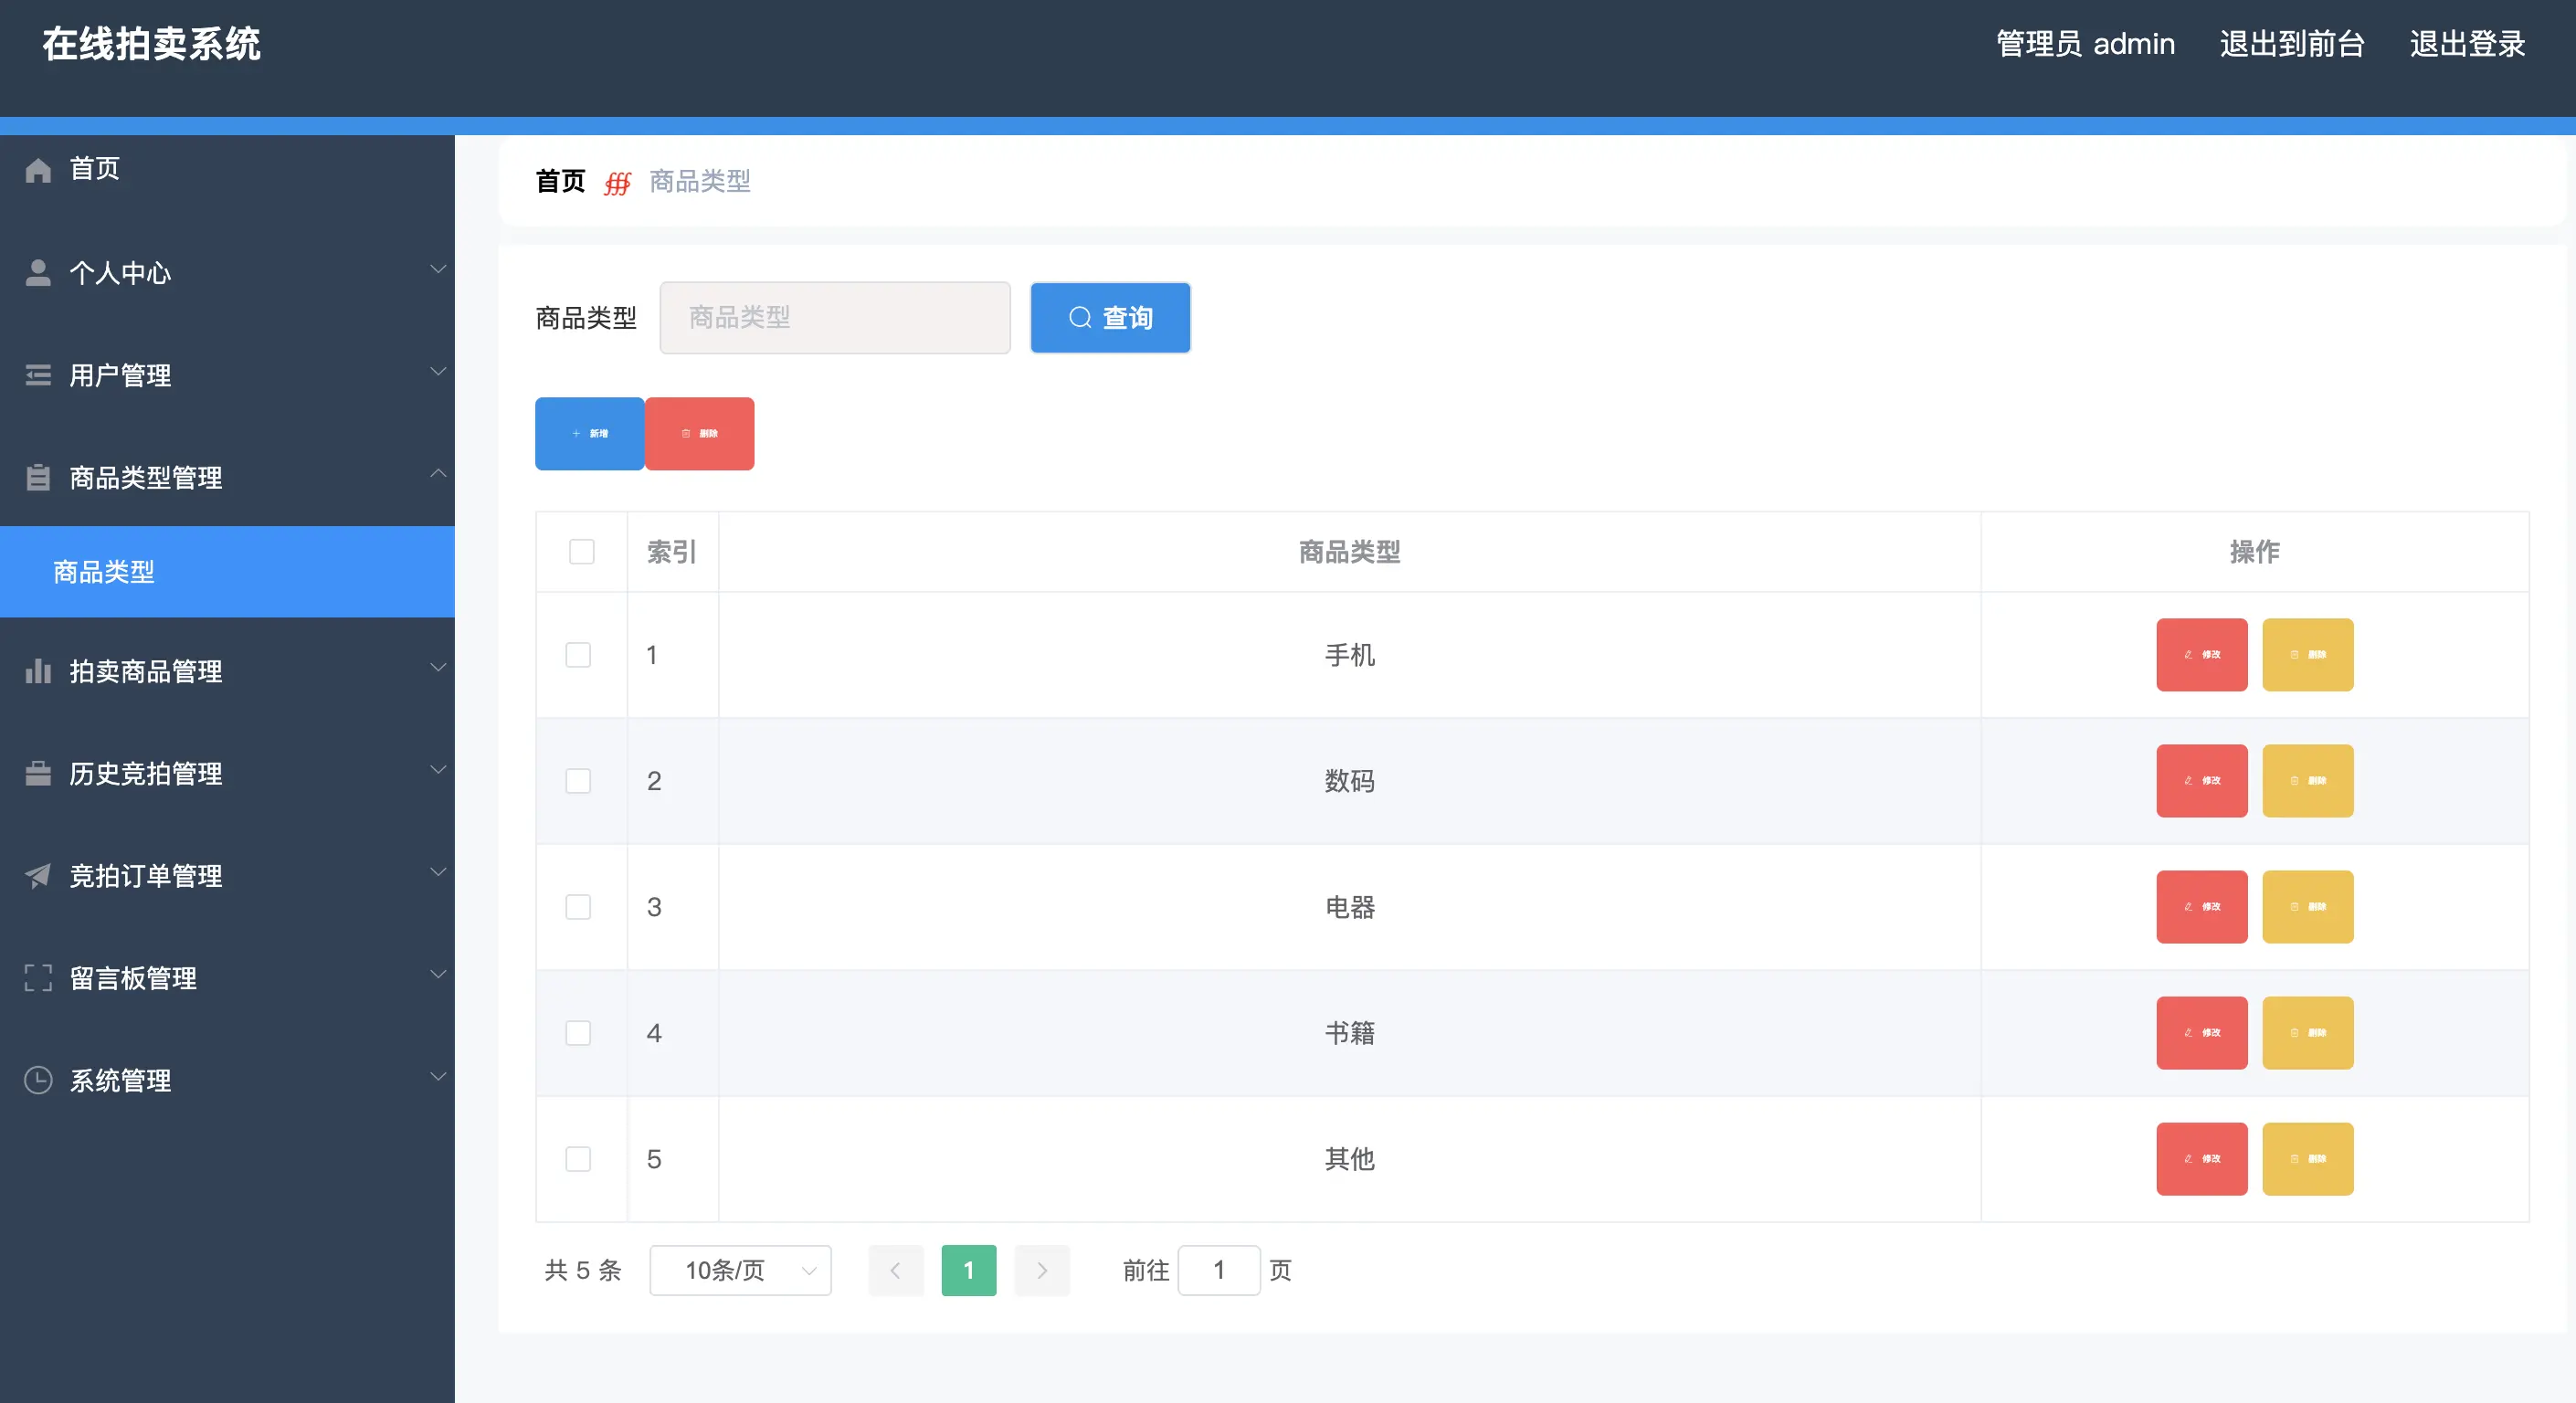 在线拍卖系统
管理员 admin 退出到前台 退出登录
首页
个人中心
用户管理
商品类型管理
商品类型
拍卖商品管理
历史竞拍管理
竞拍订单管理
留言板管理
系统管理
首页 商品类型
商品类型 商品类型 查询
新增 删除
索引 商品类型 操作
1 手机 修改 删除
2 数码 修改 删除
3 电器 修改 删除
4 书籍 修改 删除
5 其他 修改 删除
共 5 条 10条/页 1 前往 1 页